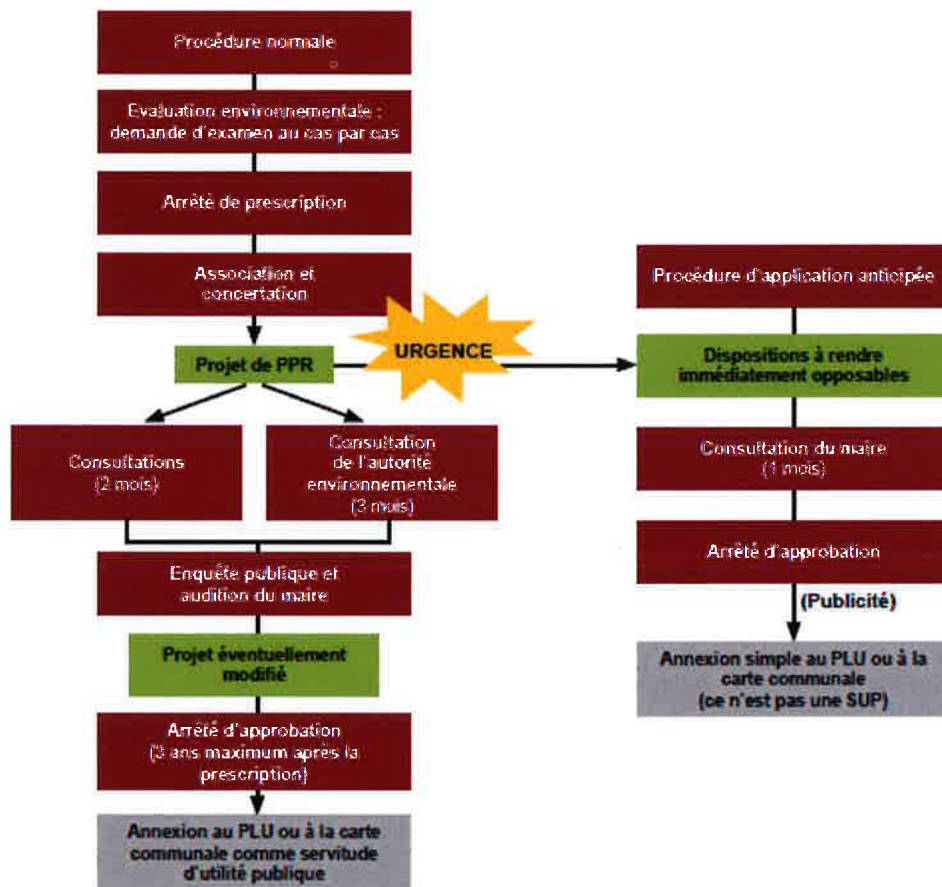 Procédure normale
Evaluation environnementale :
demande d'examen au cas par cas
Arrêté de prescription
Association et
concertation
Projet de PPR
URGENCE
Consultations
(2 mois)
Consultation
de l'autorité
environnementale
(3 mois)
Enquête publique et
audition du maire
Projet éventuellement
modifié
Arrêté d'approbation
(3 ans maximum après la
prescription)
Annexion au PLU ou à la carte
communale comme servitude
d'utilité publique
Procédure d'application anticipée
Dispositions à rendre
immédiatement opposables
Consultation du maire
(1 mois)
Arrêté d'approbation
(Publicité)
Annexion simple au PLU ou à la
carte communale
(ce n'est pas une SUP)